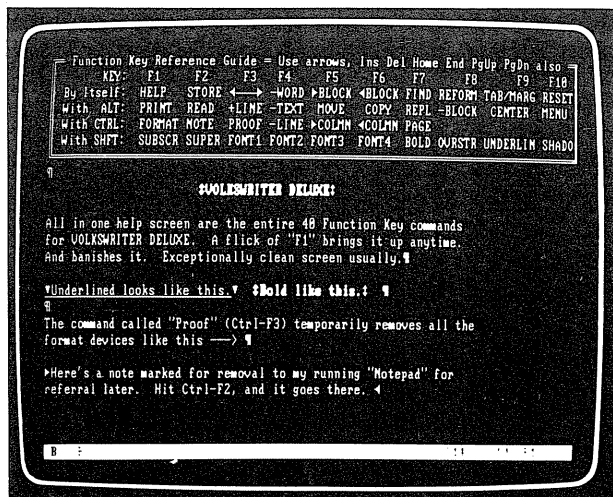 Function Key Reference Guide = Use arrows, Ins Del Home End PgUp PgDn also
KEY: F1 F2 F3 F4 F5 F6 F7 F8 F9 F10
By Itself: HELP STORE ◄──► -WORD ►BLOCK ◄BLOCK FIND REFORM TAB/MARG RESET
With ALT: PRINT READ +LINE -TEXT MOVE COPY REPL -BLOCK CENTER MENU
With CTRL: FORMAT NOTE PROOF -LINE ►COLMN ◄COLMN PAGE
With SHFT: SUBSCR SUPER FONT1 FONT2 FONT3 FONT4 BOLD OVRSTR UNDERLIN SHADO
¶
‡VOLKSWRITER DELUXE‡
All in one help screen are the entire 40 Function Key commands
for VOLKSWRITER DELUXE. A flick of "F1" brings it up anytime.
And banishes it. Exceptionally clean screen usually.¶
▼Underlined looks like this.▼ ‡Bold like this.‡ ¶
¶
The command called "Proof" (Ctrl-F3) temporarily removes all the
format devices like this ──> ¶
►Here's a note marked for removal to my running "Notepad" for
referral later. Hit Ctrl-F2, and it goes there. ◄
B